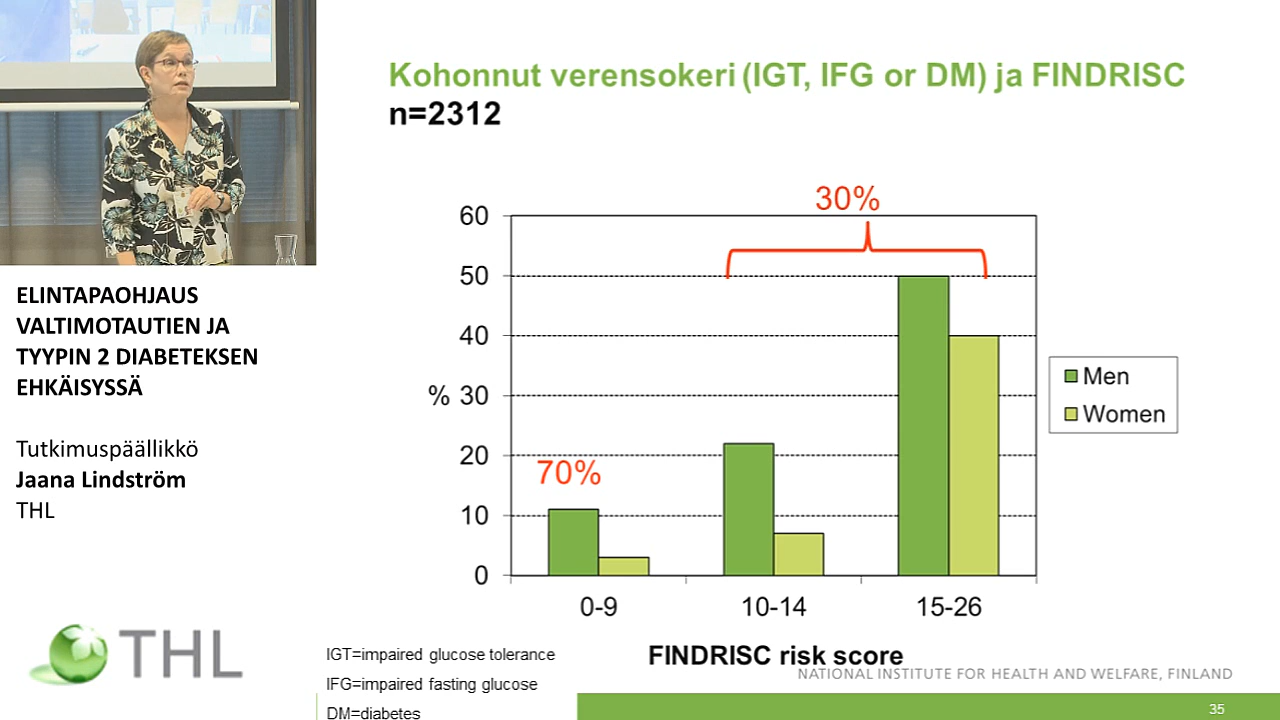 ELINTAPAOHJAUS
VALTIMOTAUTIEN JA
TYYPIN 2 DIABETEKSEN
EHKÄISYSSÄ
Tutkimuspäällikkö
Jaana Lindström
THL
THL
Kohonnut verensokeri (IGT, IFG or DM) ja FINDRISC
n=2312
30%
60
50
40
% 30
20
10
0
70%
Men
Women
0-9 10-14 15-26
FINDRISC risk score
IGT=impaired glucose tolerance
IFG=impaired fasting glucose
DM=diabetes
NATIONAL INSTITUTE FOR HEALTH AND WELFARE, FINLAND
35